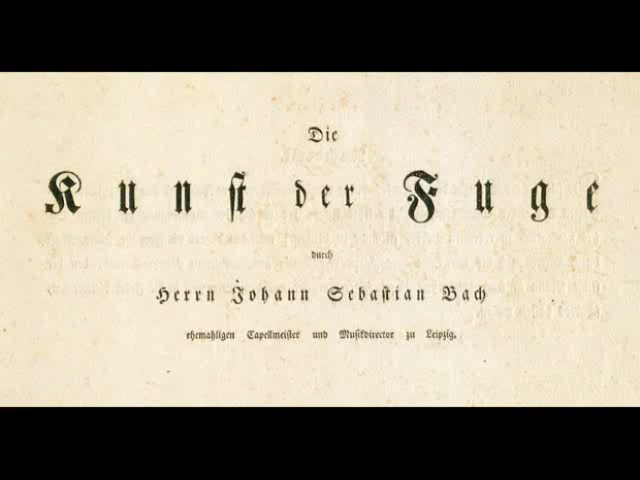 Die
Kunst der Fuge
durch
Herrn Johann Sebastian Bach
ehemahligen Capellmeister und Musikdirector zu Leipzig.